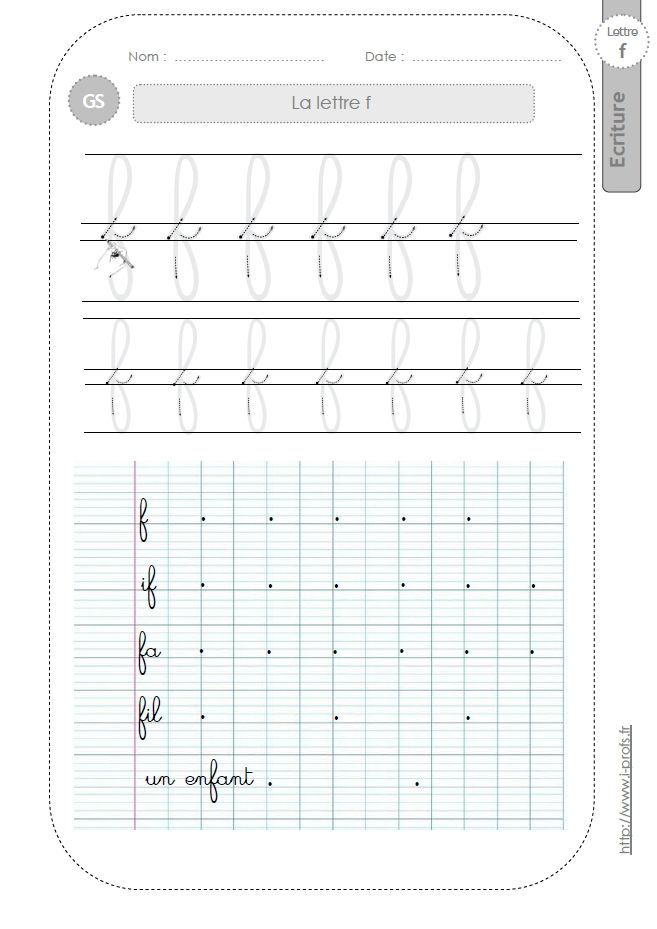 Lettre
f
Ecriture
Nom : ................................. Date : .................................
GS
La lettre f
f f f f f f
f f f f f f f
f
if
fa
fil
un enfant
http://www.i-profs.fr